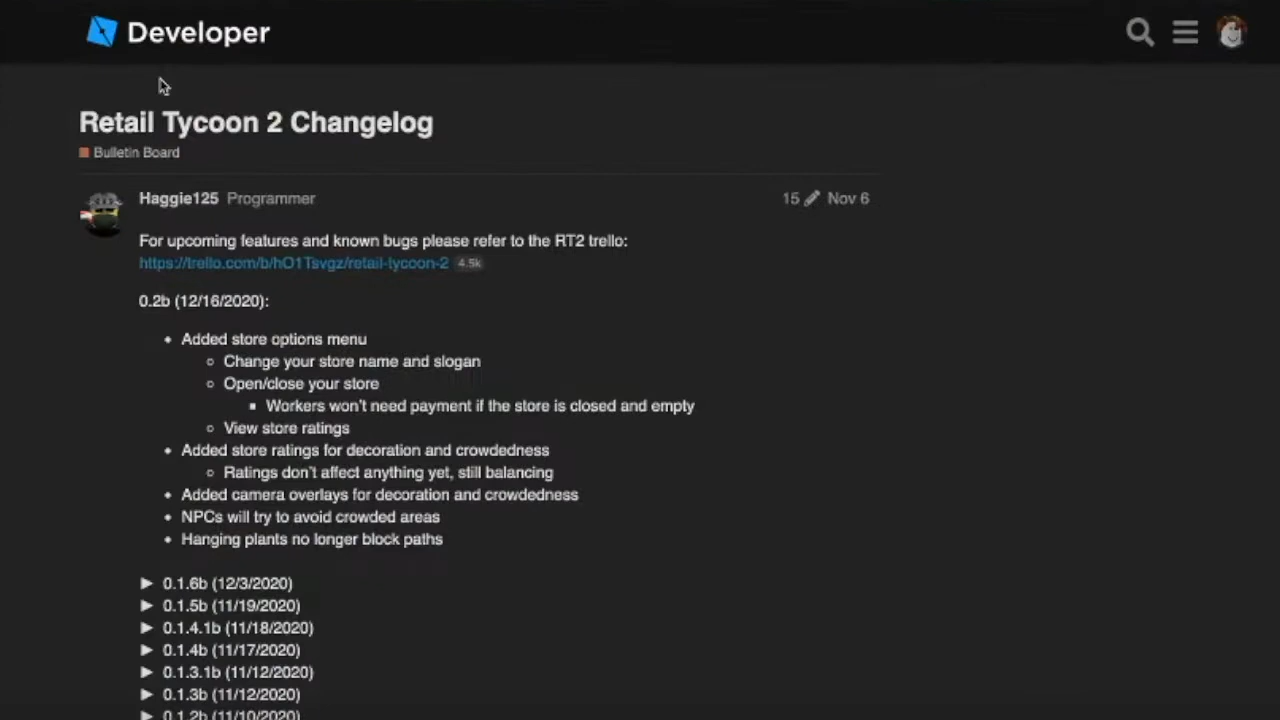 Developer
Retail Tycoon 2 Changelog
Bulletin Board
Haggie125 Programmer 15 Nov 6
For upcoming features and known bugs please refer to the RT2 trello:
https://trello.com/b/hO1Tsvgz/retail-tycoon-2 4.5k
0.2b (12/16/2020):
Added store options menu
Change your store name and slogan
Open/close your store
Workers won't need payment if the store is closed and empty
View store ratings
Added store ratings for decoration and crowdedness
Ratings don't affect anything yet, still balancing
Added camera overlays for decoration and crowdedness
NPCs will try to avoid crowded areas
Hanging plants no longer block paths
0.1.6b (12/3/2020)
0.1.5b (11/19/2020)
0.1.4.1b (11/18/2020)
0.1.4b (11/17/2020)
0.1.3.1b (11/12/2020)
0.1.3b (11/12/2020)
0.1.2b (11/10/2020)